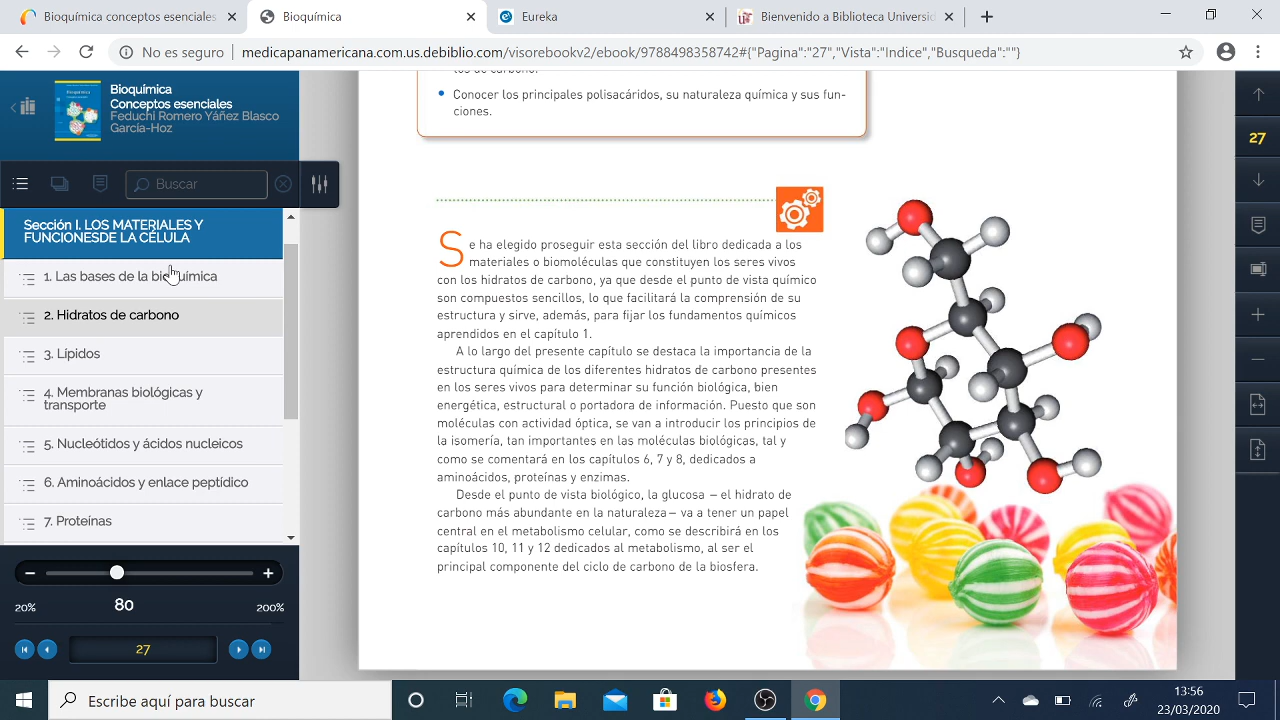 Bioquímica conceptos esenciales
Bioquímica
Eureka
Bienvenido a Biblioteca Universid
No es seguro
medicapanamericana.com.us.debiblio.com/visorebookv2/ebook/9788498358742#{"Pagina":"27","Vista":"Indice","Busqueda":""}
Bioquímica
Conceptos esenciales
Feduchi Romero Yáñez Blasco
García-Hoz
Buscar
Sección I. LOS MATERIALES Y
FUNCIONESDE LA CÉLULA
1. Las bases de la bioquímica
2. Hidratos de carbono
3. Lípidos
4. Membranas biológicas y
transporte
5. Nucleótidos y ácidos nucleicos
6. Aminoácidos y enlace peptídico
7. Proteínas
20%
80
200%
27
los de carbono.
• Conocer los principales polisacáridos, su naturaleza química y sus fun-
ciones.
Se ha elegido proseguir esta sección del libro dedicada a los
materiales o biomoléculas que constituyen los seres vivos
con los hidratos de carbono, ya que desde el punto de vista químico
son compuestos sencillos, lo que facilitará la comprensión de su
estructura y sirve, además, para fijar los fundamentos químicos
aprendidos en el capítulo 1.
A lo largo del presente capítulo se destaca la importancia de la
estructura química de los diferentes hidratos de carbono presentes
en los seres vivos para determinar su función biológica, bien
energética, estructural o portadora de información. Puesto que son
moléculas con actividad óptica, se van a introducir los principios de
la isomería, tan importantes en las moléculas biológicas, tal y
como se comentará en los capítulos 6, 7 y 8, dedicados a
aminoácidos, proteínas y enzimas.
Desde el punto de vista biológico, la glucosa – el hidrato de
carbono más abundante en la naturaleza – va a tener un papel
central en el metabolismo celular, como se describirá en los
capítulos 10, 11 y 12 dedicados al metabolismo, al ser el
principal componente del ciclo de carbono de la biosfera.
27
Escribe aquí para buscar
13:56
23/03/2020